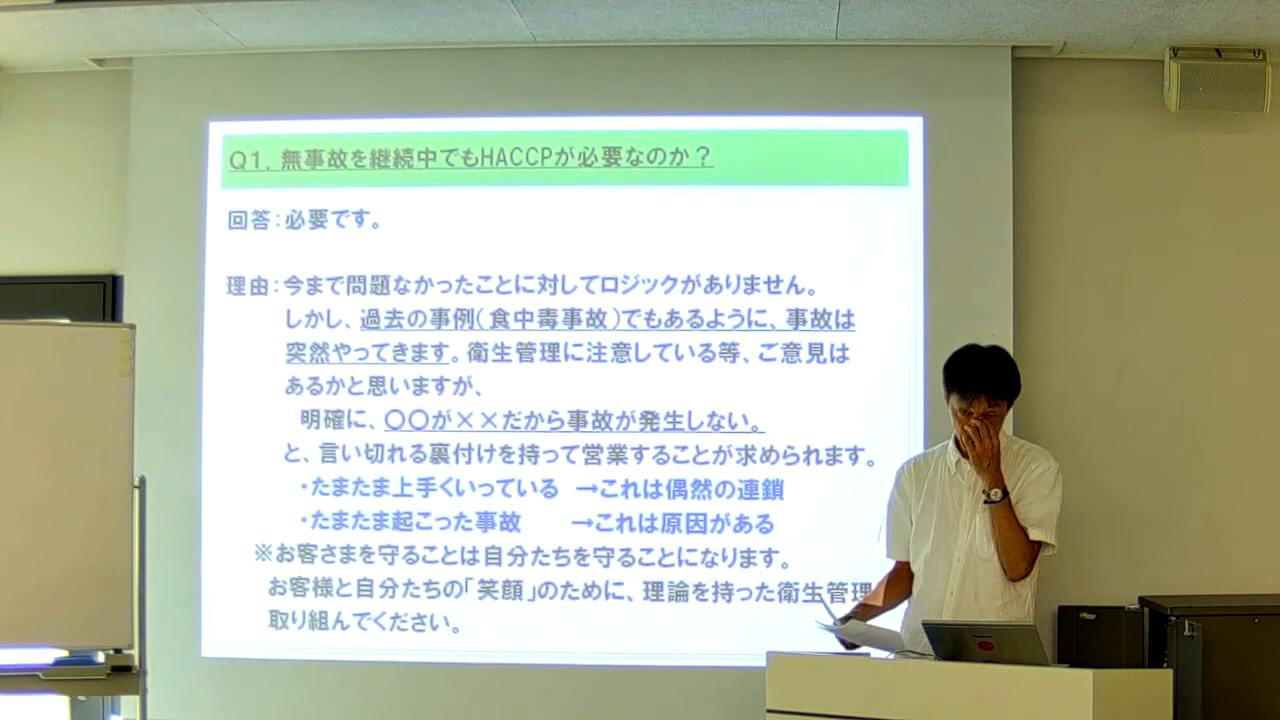 Q1．無事故を継続中でもHACCPが必要なのか？
回答：必要です。
理由：今まで問題なかったことに対してロジックがありません。
しかし、過去の事例（食中毒事故）でもあるように、事故は
突然やってきます。衛生管理に注意している等、ご意見は
あるかと思いますが、
明確に、〇〇が××だから事故が発生しない。
と、言い切れる裏付けを持って営業することが求められます。
・たまたま上手くいっている　→これは偶然の連鎖
・たまたま起こった事故　　→これは原因がある
※お客さまを守ることは自分たちを守ることになります。
お客様と自分たちの「笑顔」のために、理論を持った衛生管理
取り組んでください。